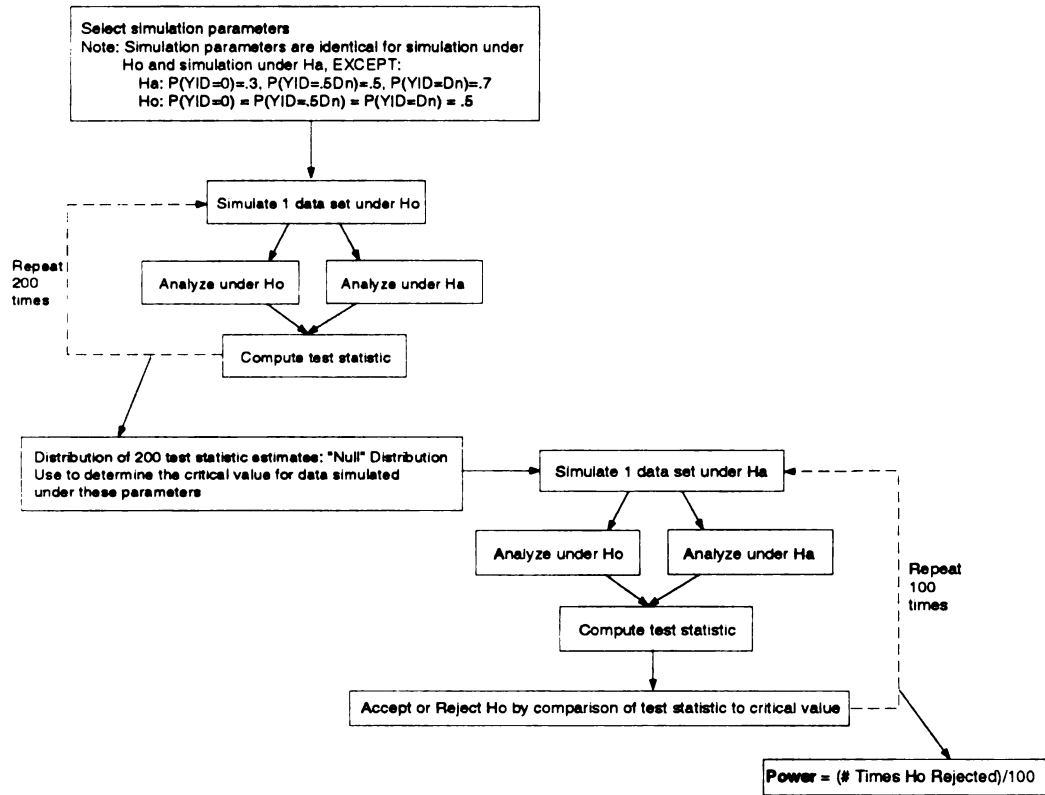 Select simulation parameters
Note: Simulation parameters are identical for simulation under
Ho and simulation under Ha, EXCEPT:
Ha: P(YID=0)=.3, P(YID=.5Dn)=.5, P(YID=Dn)=.7
Ho: P(YID=0) = P(YID=.5Dn) = P(YID=Dn) = .5
Simulate 1 data set under Ho
Repeat
200
times
Analyze under Ho
Analyze under Ha
Compute test statistic
Distribution of 200 test statistic estimates: "Null" Distribution
Use to determine the critical value for data simulated
under these parameters
Simulate 1 data set under Ha
Analyze under Ho
Analyze under Ha
Repeat
100
times
Compute test statistic
Accept or Reject Ho by comparison of test statistic to critical value
Power = (# Times Ho Rejected)/100